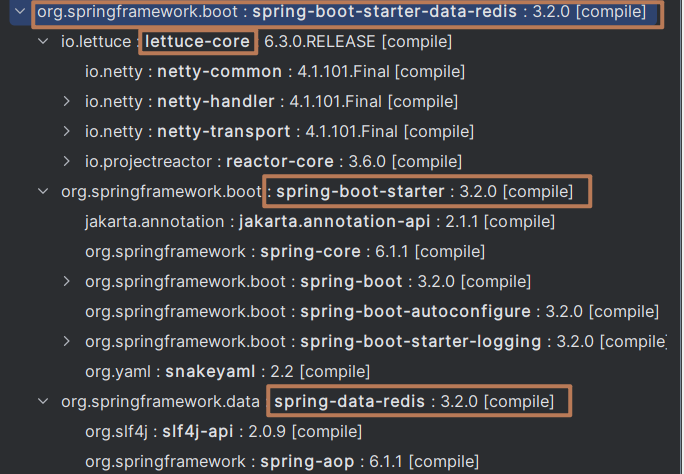 org.springframework.boot : spring-boot-starter-data-redis : 3.2.0 [compile]
io.lettuce : lettuce-core : 6.3.0.RELEASE [compile]
io.netty : netty-common : 4.1.101.Final [compile]
io.netty : netty-handler : 4.1.101.Final [compile]
io.netty : netty-transport : 4.1.101.Final [compile]
io.projectreactor : reactor-core : 3.6.0 [compile]
org.springframework.boot : spring-boot-starter : 3.2.0 [compile]
jakarta.annotation : jakarta.annotation-api : 2.1.1 [compile]
org.springframework : spring-core : 6.1.1 [compile]
org.springframework.boot : spring-boot : 3.2.0 [compile]
org.springframework.boot : spring-boot-autoconfigure : 3.2.0 [compile]
org.springframework.boot : spring-boot-starter-logging : 3.2.0 [compile]
org.yaml : snakeyaml : 2.2 [compile]
org.springframework.data : spring-data-redis : 3.2.0 [compile]
org.slf4j : slf4j-api : 2.0.9 [compile]
org.springframework : spring-aop : 6.1.1 [compile]